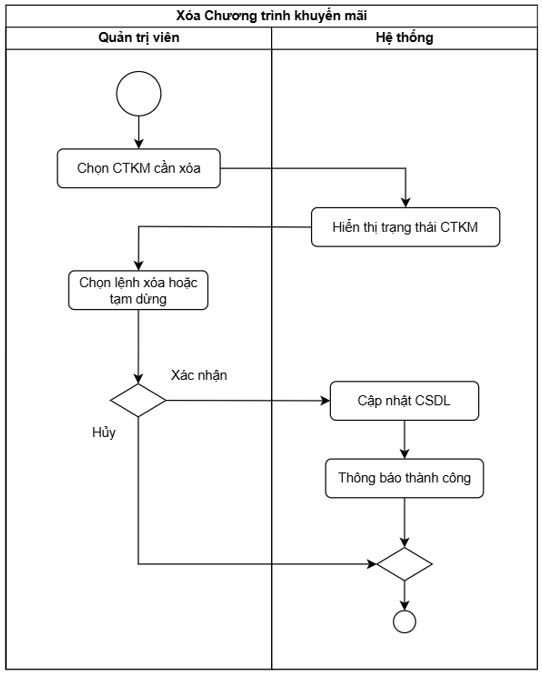 Xóa Chương trình khuyến mãi
Quản trị viên
Hệ thống
Chọn CTKM cần xóa
Hiển thị trạng thái CTKM
Chọn lệnh xóa hoặc
tạm dừng
Xác nhận
Hủy
Cập nhật CSDL
Thông báo thành công